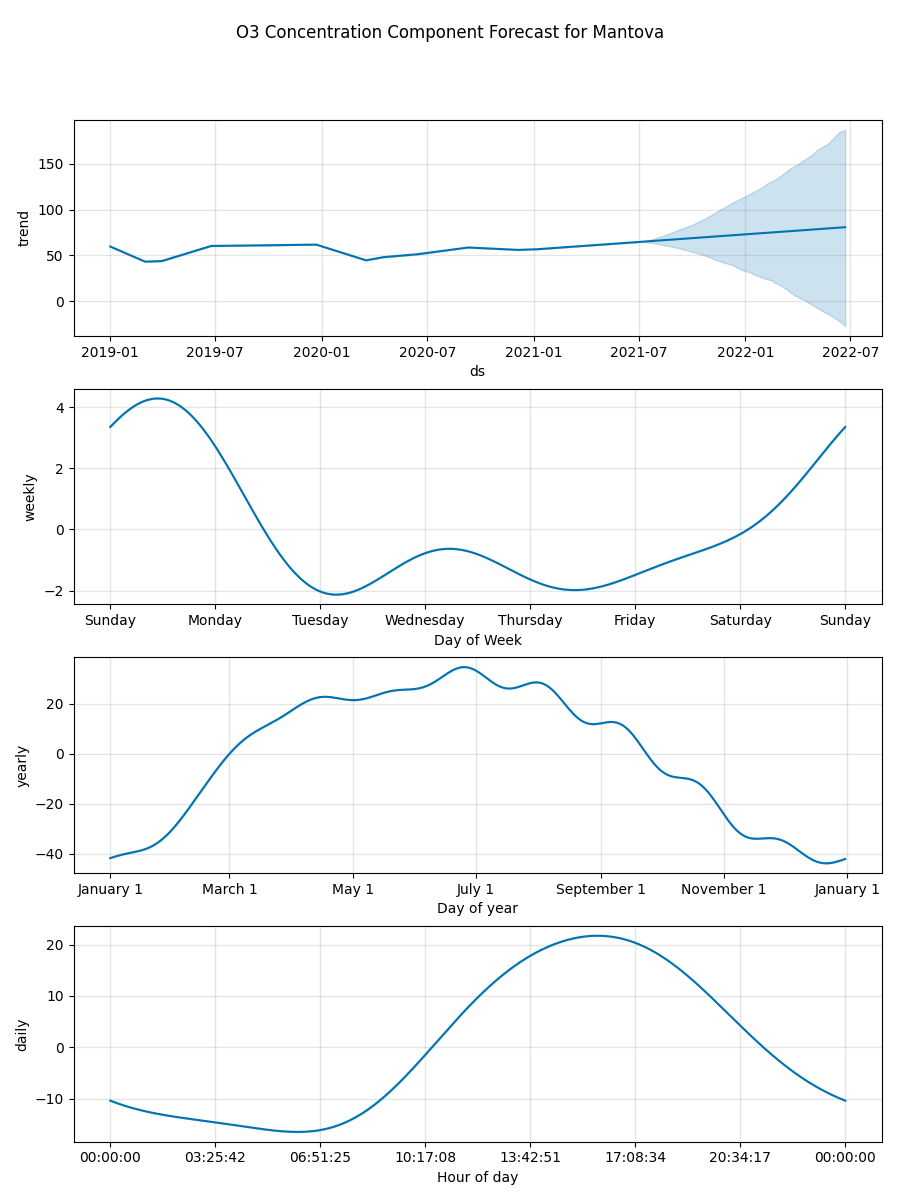 O3 Concentration Component Forecast for Mantova
150
100
50
0
trend
2019-01 2019-07 2020-01 2020-07 2021-01 2021-07 2022-01 2022-07
ds
4
2
0
−2
weekly
Sunday Monday Tuesday Wednesday Thursday Friday Saturday Sunday
Day of Week
20
0
−20
−40
yearly
January 1 March 1 May 1 July 1 September 1 November 1 January 1
Day of year
20
10
0
−10
daily
00:00:00 03:25:42 06:51:25 10:17:08 13:42:51 17:08:34 20:34:17 00:00:00
Hour of day